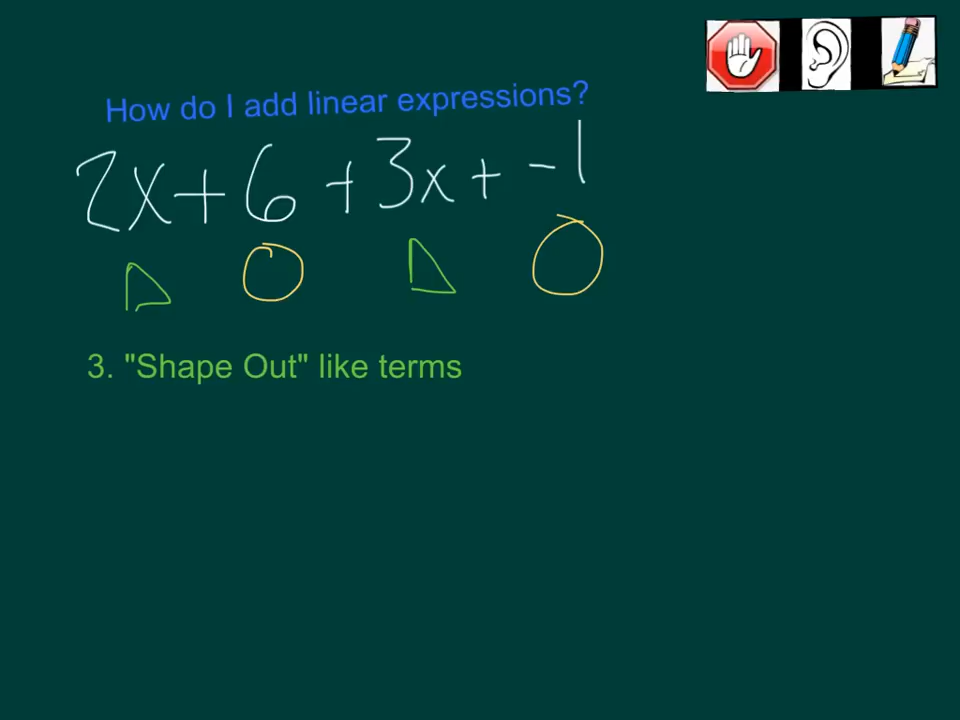 How do I add linear expressions?
2x + 6 + 3x + -1
3. "Shape Out" like terms